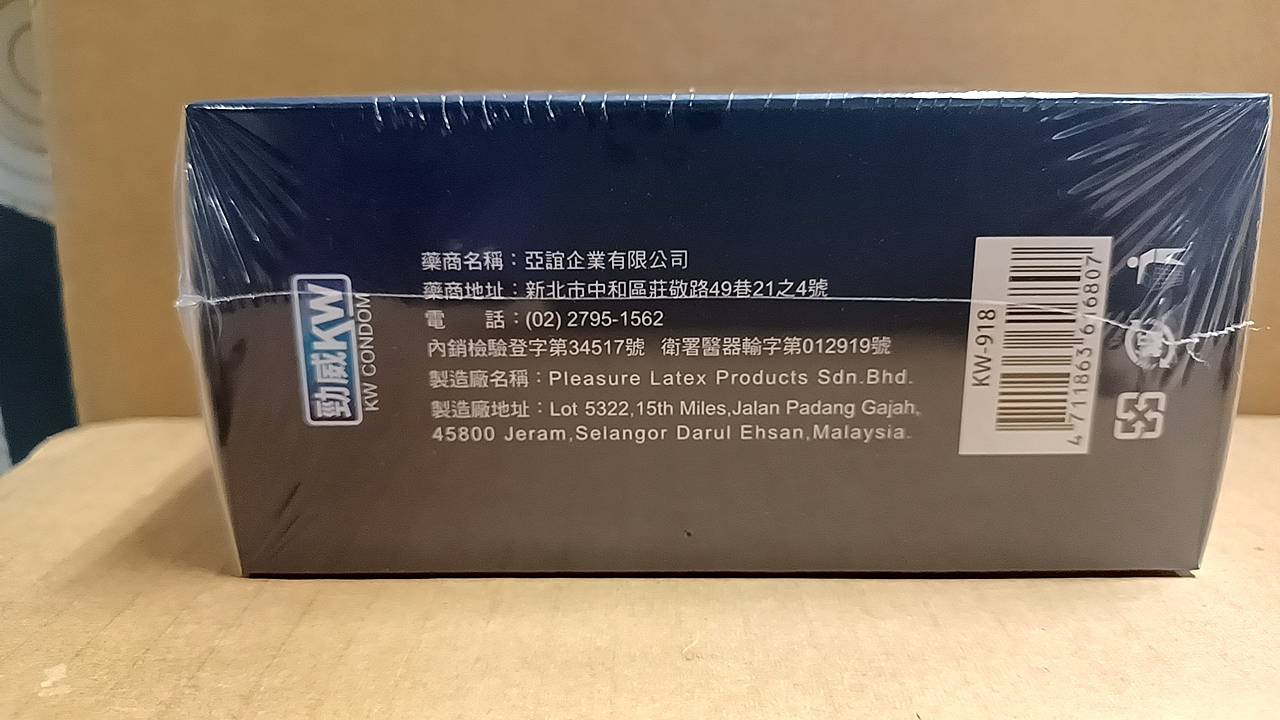 勁威KW
KW CONDOM
藥商名稱：亞誼企業有限公司
藥商地址：新北市中和區莊敬路49巷21之4號
電 話：(02) 2795-1562
內銷檢驗登字第34517號 衛署醫器輸字第012919號
製造廠名稱：Pleasure Latex Products Sdn.Bhd.
製造廠地址：Lot 5322,15th Miles,Jalan Padang Gajah,
45800 Jeram,Selangor Darul Ehsan,Malaysia.
KW-918
4 711863 616807